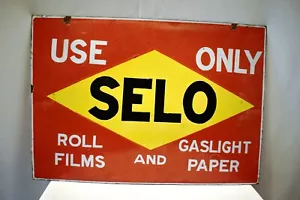 USE ONLY
SELO
ROLL FILMS AND GASLIGHT PAPER